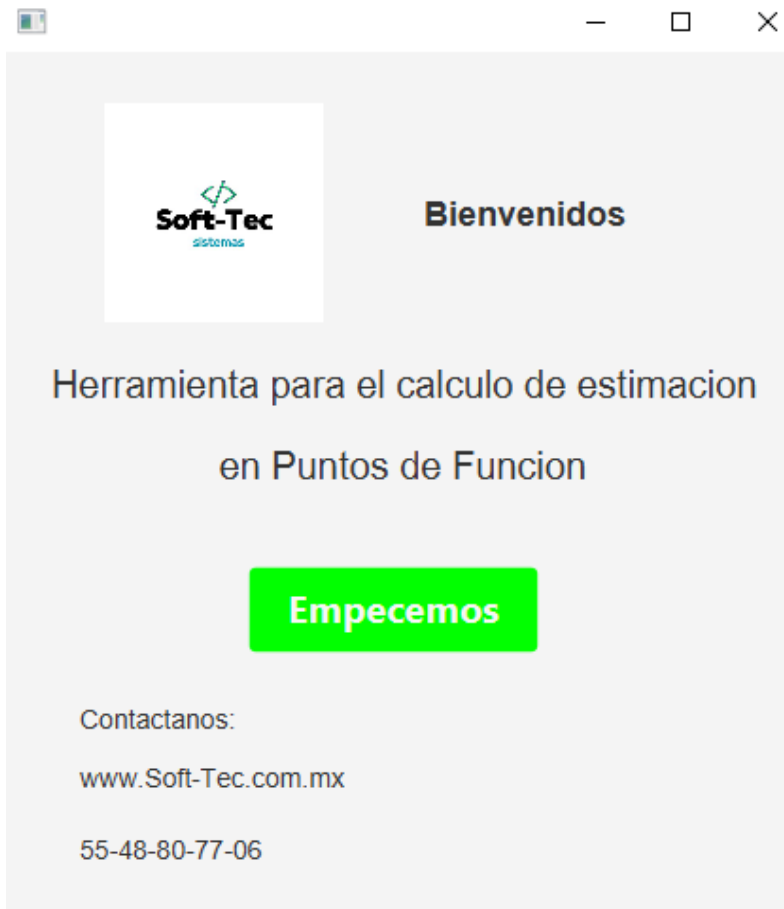 </>
Soft-Tec
sistemas
Bienvenidos
Herramienta para el calculo de estimacion
en Puntos de Funcion
Empecemos
Contactanos:
www.Soft-Tec.com.mx
55-48-80-77-06